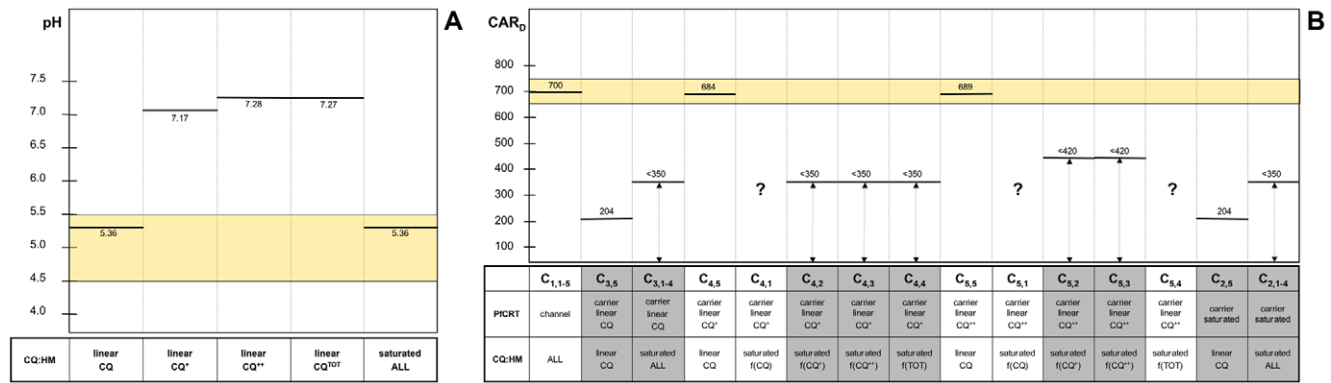 pH
A
7.5
7.0
6.5
6.0
5.5
5.0
4.5
4.0
5.36
7.17
7.28
7.27
5.36
CQ:HM
linear
CQ
linear
CQ⁺
linear
CQ⁺⁺
linear
CQᵀᴼᵀ
saturated
ALL
CAR_D
B
800
700
600
500
400
300
200
100
700
204
<350
684
?
<350
<350
<350
689
?
<420
<420
?
204
<350
C₁,₁₋₅ C₃,₅ C₃,₁₋₄ C₄,₅ C₄,₁ C₄,₂ C₄,₃ C₄,₄ C₅,₅ C₅,₁ C₅,₂ C₅,₃ C₅,₄ C₂,₅ C₂,₁₋₄
PfCRT
channel
carrier
linear
CQ
carrier
linear
CQ
carrier
linear
CQ⁺
carrier
linear
CQ⁺
carrier
linear
CQ⁺
carrier
linear
CQ⁺
carrier
linear
CQ⁺
carrier
linear
CQ⁺⁺
carrier
linear
CQ⁺⁺
carrier
linear
CQ⁺⁺
carrier
linear
CQ⁺⁺
carrier
linear
CQ⁺⁺
carrier
saturated
carrier
saturated
CQ:HM
ALL
linear
CQ
saturated
ALL
linear
CQ
saturated
f(CQ)
saturated
f(CQ⁺)
saturated
f(CQ⁺⁺)
saturated
f(TOT)
linear
CQ
saturated
f(CQ)
saturated
f(CQ⁺)
saturated
f(CQ⁺⁺)
saturated
f(TOT)
linear
CQ
saturated
ALL